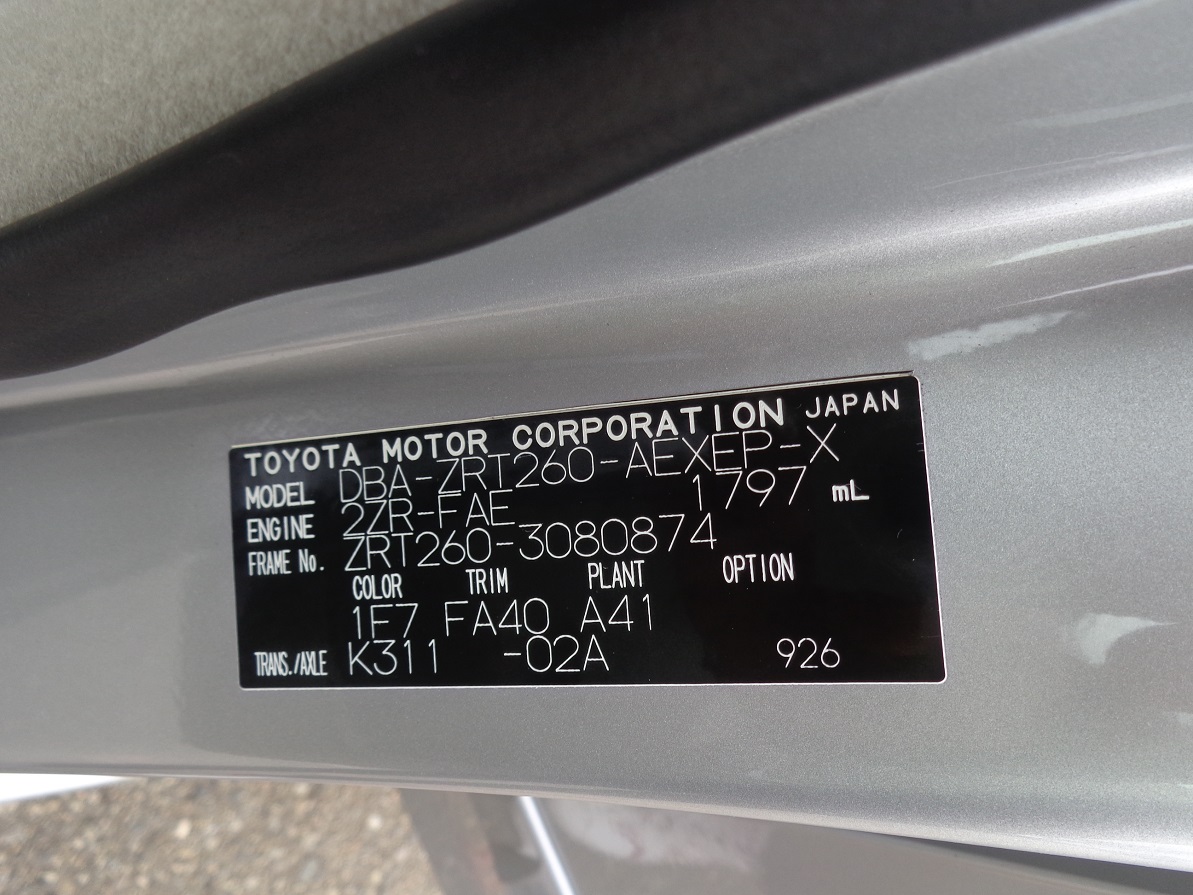 TOYOTA MOTOR CORPORATION JAPAN
MODEL DBA-ZRT260-AEXEP-X
ENGINE 2ZR-FAE 1797 mL
FRAME No. ZRT260-3080874
COLOR TRIM PLANT OPTION
1F7 FA40 A41
TRANS./AXLE K311 -02A 926